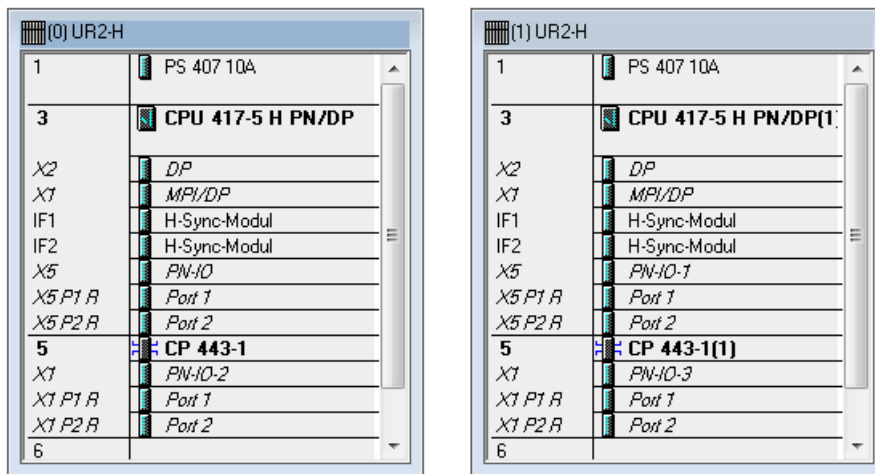 (0) UR2-H
1 PS 407 10A
3 CPU 417-5 H PN/DP
X2 DP
X1 MPI/DP
IF1 H-Sync-Modul
IF2 H-Sync-Modul
X5 PN-IO
X5 P1 R Port 1
X5 P2 R Port 2
5 CP 443-1
X1 PN-IO-2
X1 P1 R Port 1
X1 P2 R Port 2
6
(1) UR2-H
1 PS 407 10A
3 CPU 417-5 H PN/DP(1)
X2 DP
X1 MPI/DP
IF1 H-Sync-Modul
IF2 H-Sync-Modul
X5 PN-IO-1
X5 P1 R Port 1
X5 P2 R Port 2
5 CP 443-1(1)
X1 PN-IO-3
X1 P1 R Port 1
X1 P2 R Port 2
6